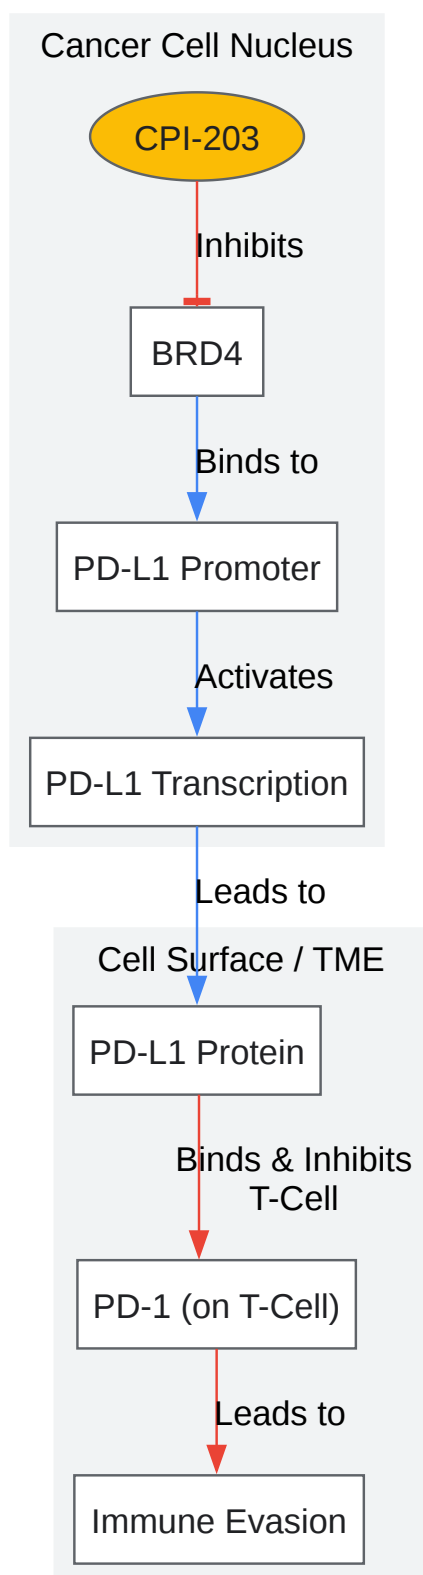 Cancer Cell Nucleus
CPI-203
Inhibits
BRD4
Binds to
PD-L1 Promoter
Activates
PD-L1 Transcription
Leads to
Cell Surface / TME
PD-L1 Protein
Binds & Inhibits
T-Cell
PD-1 (on T-Cell)
Leads to
Immune Evasion